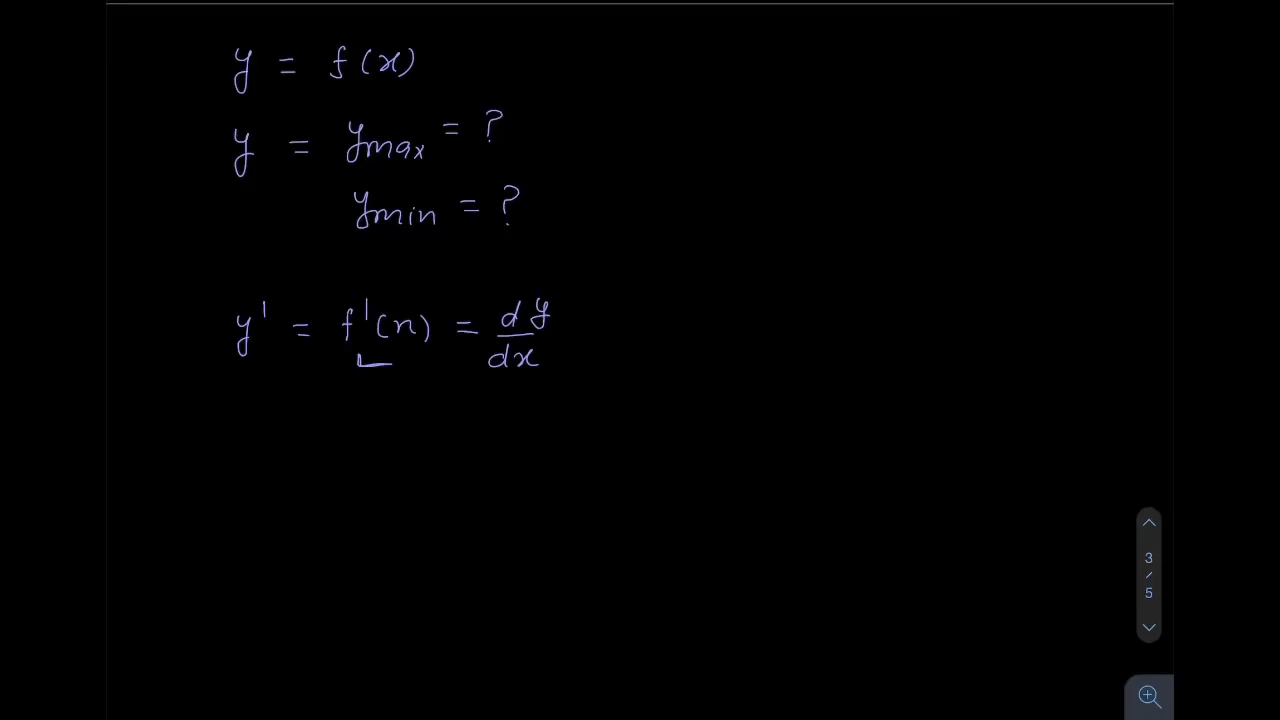 y = f(x)
y = ymax = ?
ymin = ?
y' = f'(n) = dy/dx
3/5